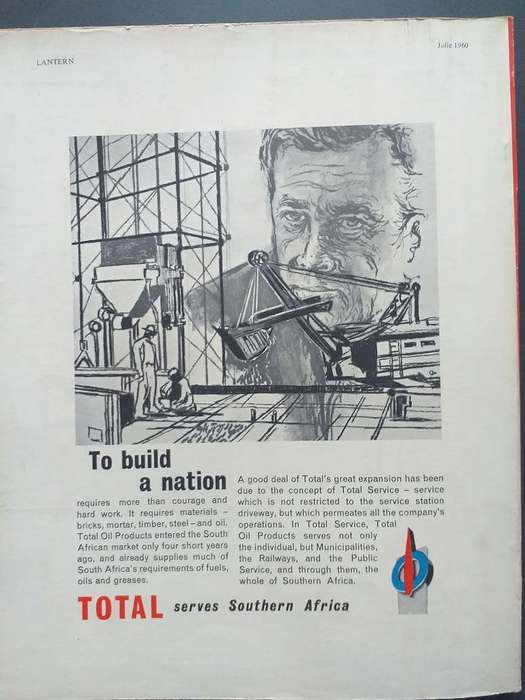 LANTERN
Julie 1960
To build
a nation
requires more than courage and
hard work. It requires materials –
bricks, mortar, timber, steel – and oil.
Total Oil Products entered the South
African market only four short years
ago, and already supplies much of
South Africa's requirements of fuels,
oils and greases.
A good deal of Total's great expansion has been
due to the concept of Total Service – service
which is not restricted to the service station
driveway, but which permeates all the company's
operations. In Total Service, Total
Oil Products serves not only
the individual, but Municipalities,
the Railways, and the Public
Service, and through them, the
whole of Southern Africa.
TOTAL serves Southern Africa